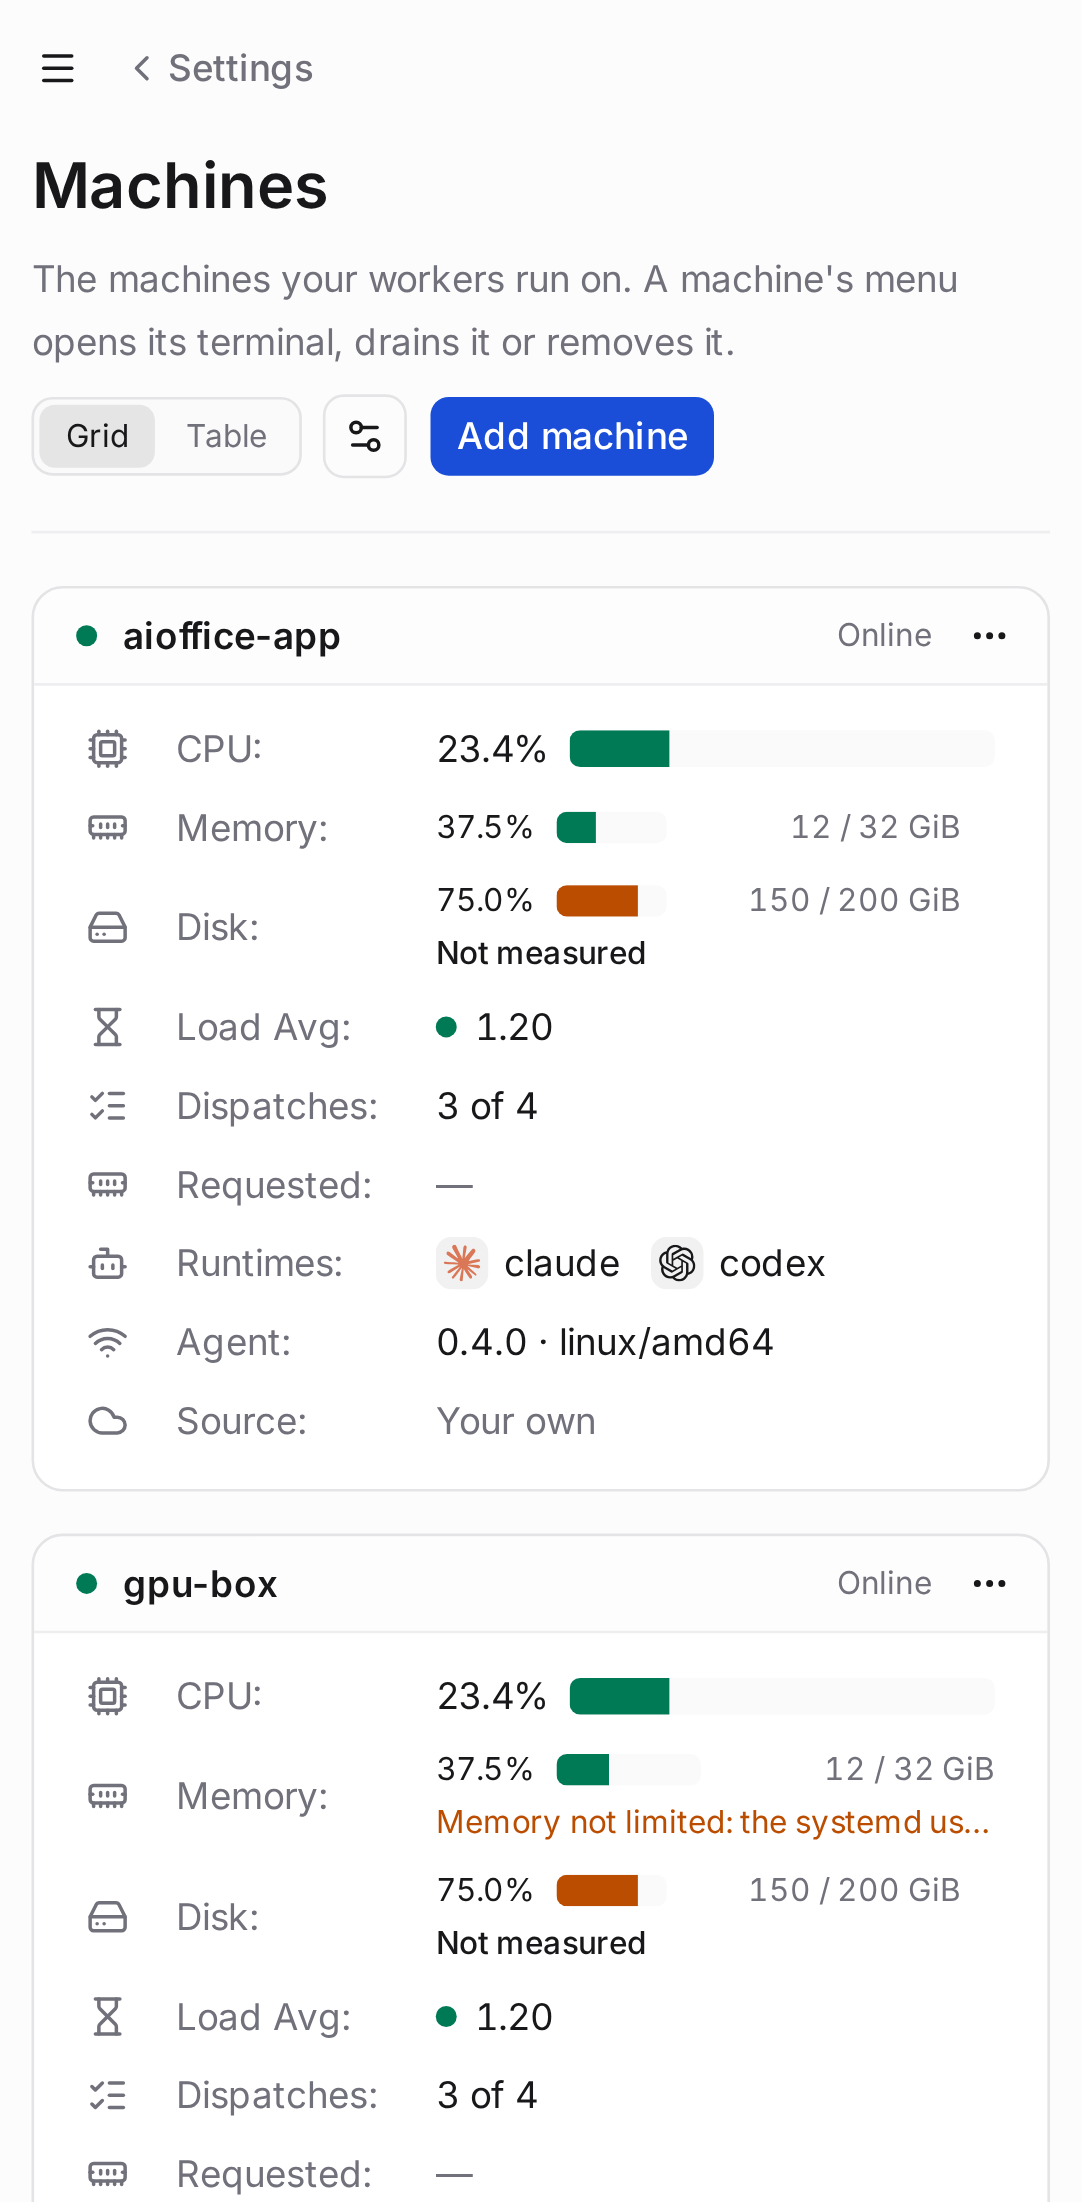 Settings
Machines
The machines your workers run on. A machine's menu
opens its terminal, drains it or removes it.
Grid Table Add machine
aioffice-app Online
CPU: 23.4%
Memory: 37.5% 12 / 32 GiB
Disk: 75.0% 150 / 200 GiB
Not measured
Load Avg: 1.20
Dispatches: 3 of 4
Requested: —
Runtimes: claude codex
Agent: 0.4.0 · linux/amd64
Source: Your own
gpu-box Online
CPU: 23.4%
Memory: 37.5% 12 / 32 GiB
Memory not limited: the systemd us...
Disk: 75.0% 150 / 200 GiB
Not measured
Load Avg: 1.20
Dispatches: 3 of 4
Requested: —